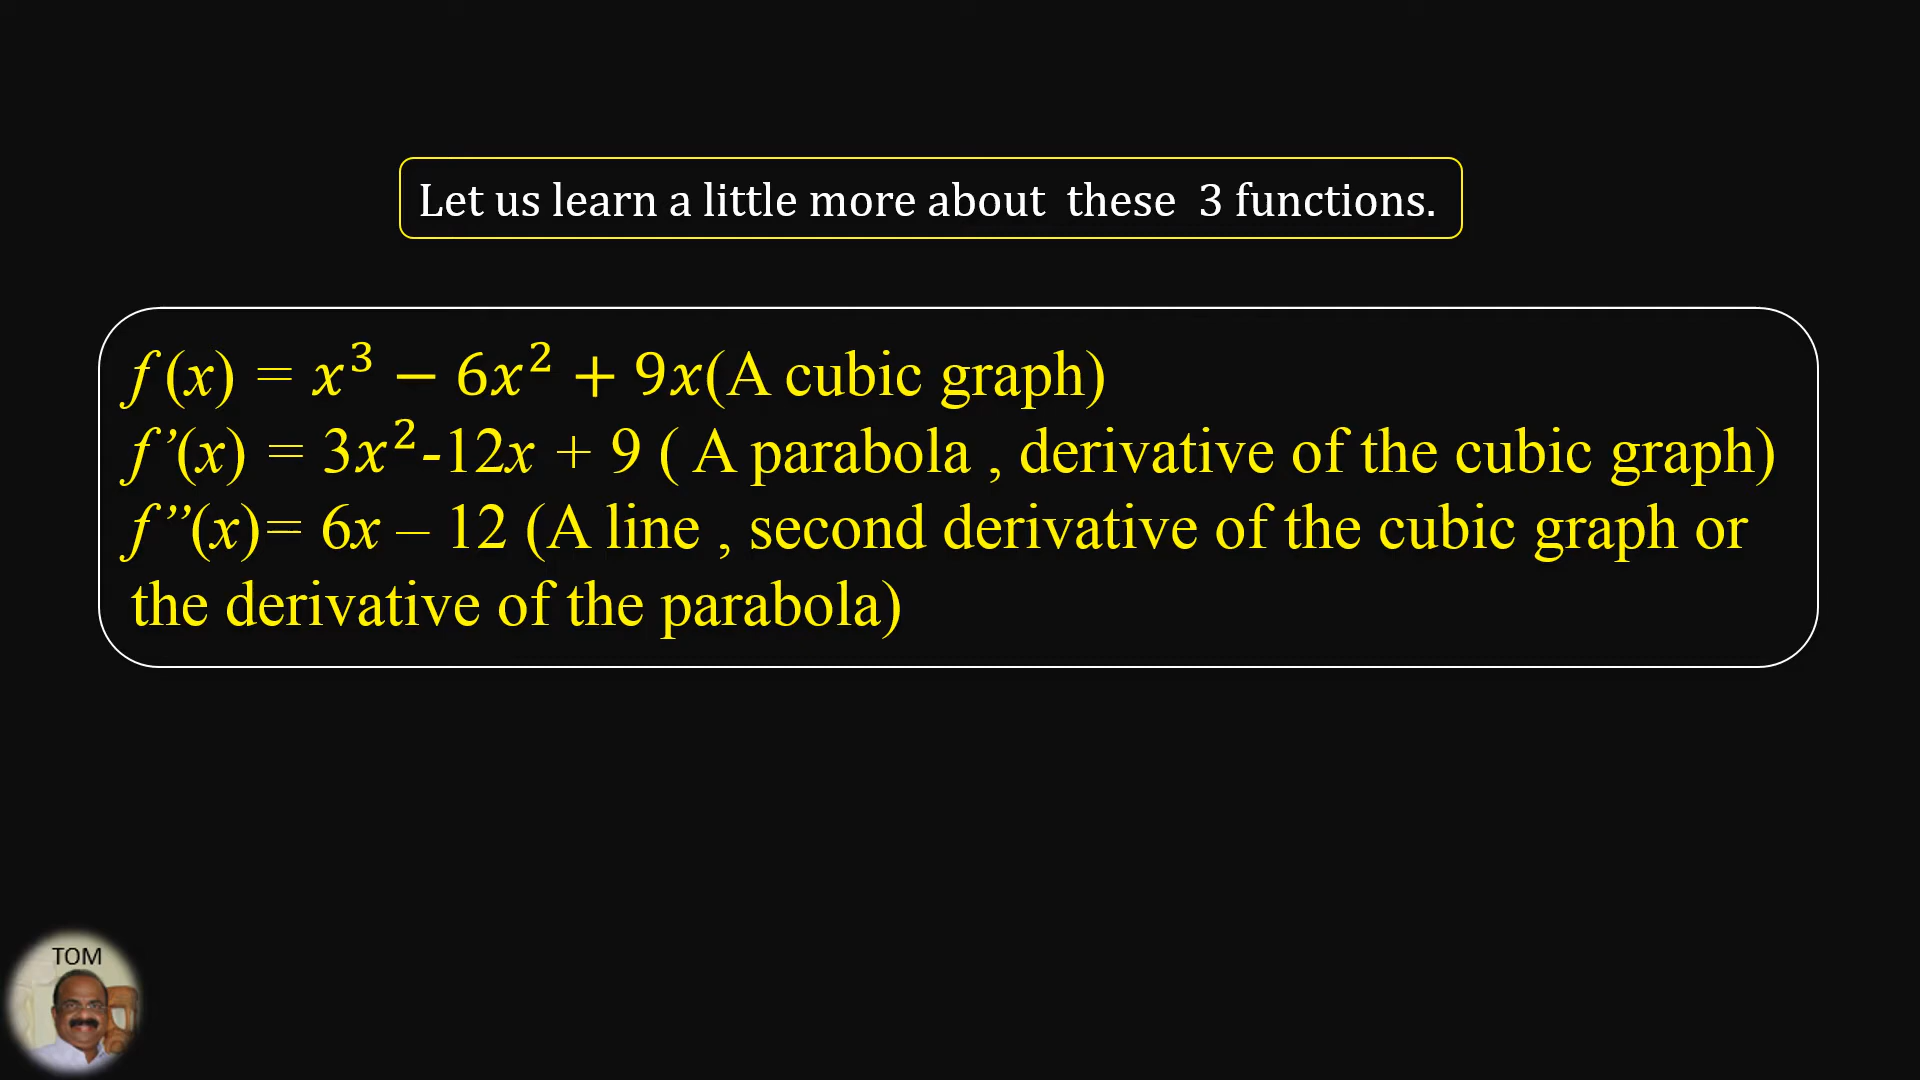 Let us learn a little more about these 3 functions.
f (x) = x³ − 6x² + 9x(A cubic graph)
f’(x) = 3x²-12x + 9 ( A parabola , derivative of the cubic graph)
f’’(x)= 6x – 12 (A line , second derivative of the cubic graph or
the derivative of the parabola)
TOM